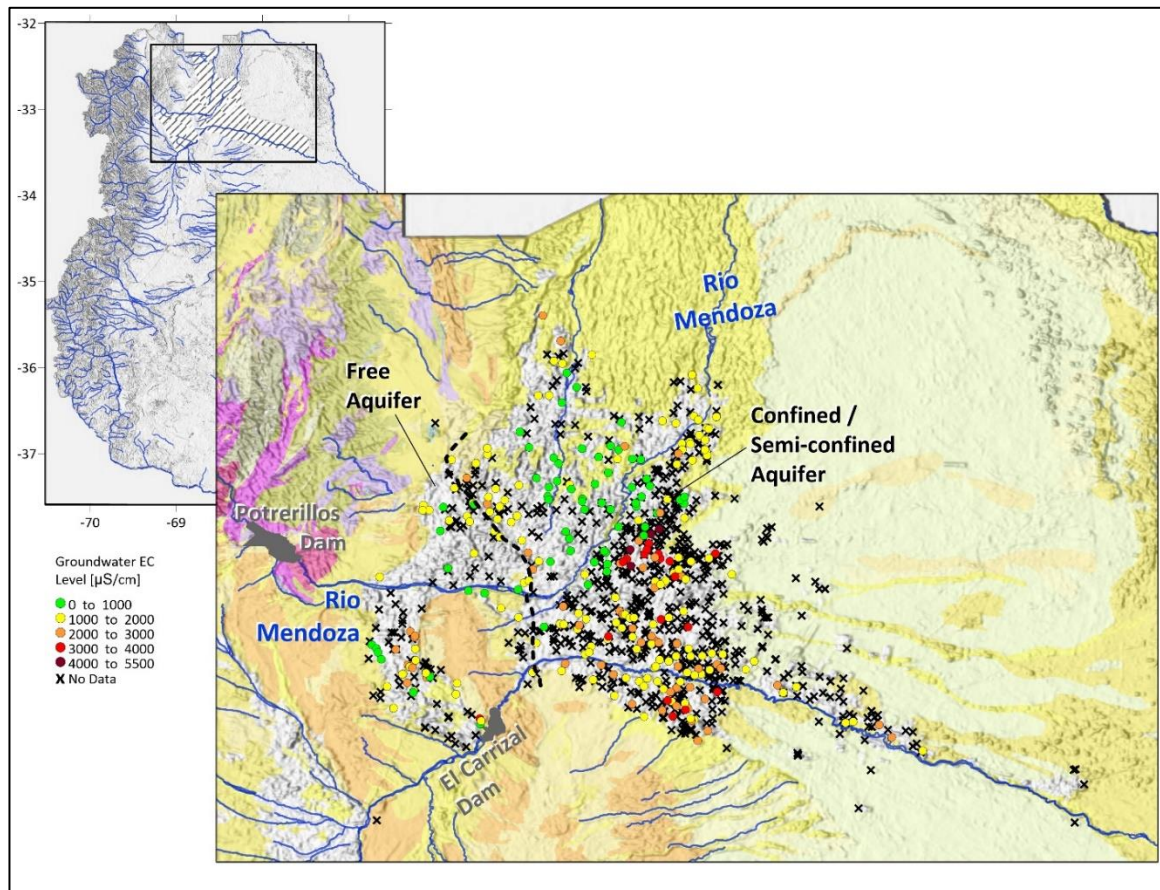 -32
-33
-34
-35
-36
-37
-70
-69
Río
Mendoza
Free
Aquifer
Confined /
Semi-confined
Aquifer
Potrerillos
Dam
Groundwater EC
Level [µS/cm]
0 to 1000
1000 to 2000
2000 to 3000
3000 to 4000
4000 to 5500
X No Data
Rio
Mendoza
El Carrizal
Dam